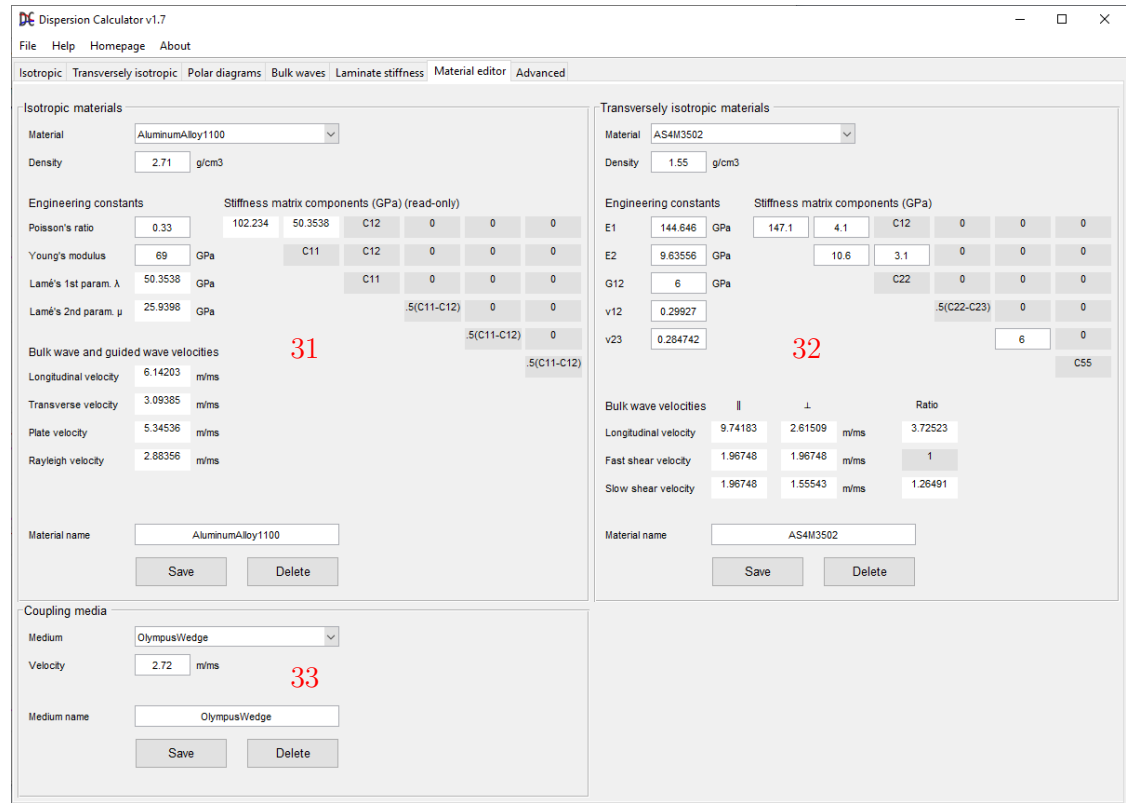 DC Dispersion Calculator v1.7
File Help Homepage About
Isotropic Transversely isotropic Polar diagrams Bulk waves Laminate stiffness Material editor Advanced
Isotropic materials
Material AluminumAlloy1100
Density 2.71 g/cm3
Engineering constants Stiffness matrix components (GPa) (read-only)
Poisson's ratio 0.33 102.234 50.3538 C12 0 0 0
Young's modulus 69 GPa C11 C12 0 0 0
Lamé's 1st param. λ 50.3538 GPa C11 0 0 0
Lamé's 2nd param. μ 25.9398 GPa .5(C11-C12) 0 0
.5(C11-C12) 0
31
Bulk wave and guided wave velocities
.5(C11-C12)
Longitudinal velocity 6.14203 m/ms
Transverse velocity 3.09385 m/ms
Plate velocity 5.34536 m/ms
Rayleigh velocity 2.88356 m/ms
Material name AluminumAlloy1100
Save Delete
Transversely isotropic materials
Material AS4M3502
Density 1.55 g/cm3
Engineering constants Stiffness matrix components (GPa)
E1 144.646 GPa 147.1 4.1 C12 0 0 0
E2 9.63556 GPa 10.6 3.1 0 0 0
G12 6 GPa C22 0 0 0
v12 0.29927 .5(C22-C23) 0 0
v23 0.284742 6 0
32
C55
Bulk wave velocities ∥ ⊥ Ratio
Longitudinal velocity 9.74183 2.61509 m/ms 3.72523
Fast shear velocity 1.96748 1.96748 m/ms 1
Slow shear velocity 1.96748 1.55543 m/ms 1.26491
Material name AS4M3502
Save Delete
Coupling media
Medium OlympusWedge
Velocity 2.72 m/ms
33
Medium name OlympusWedge
Save Delete